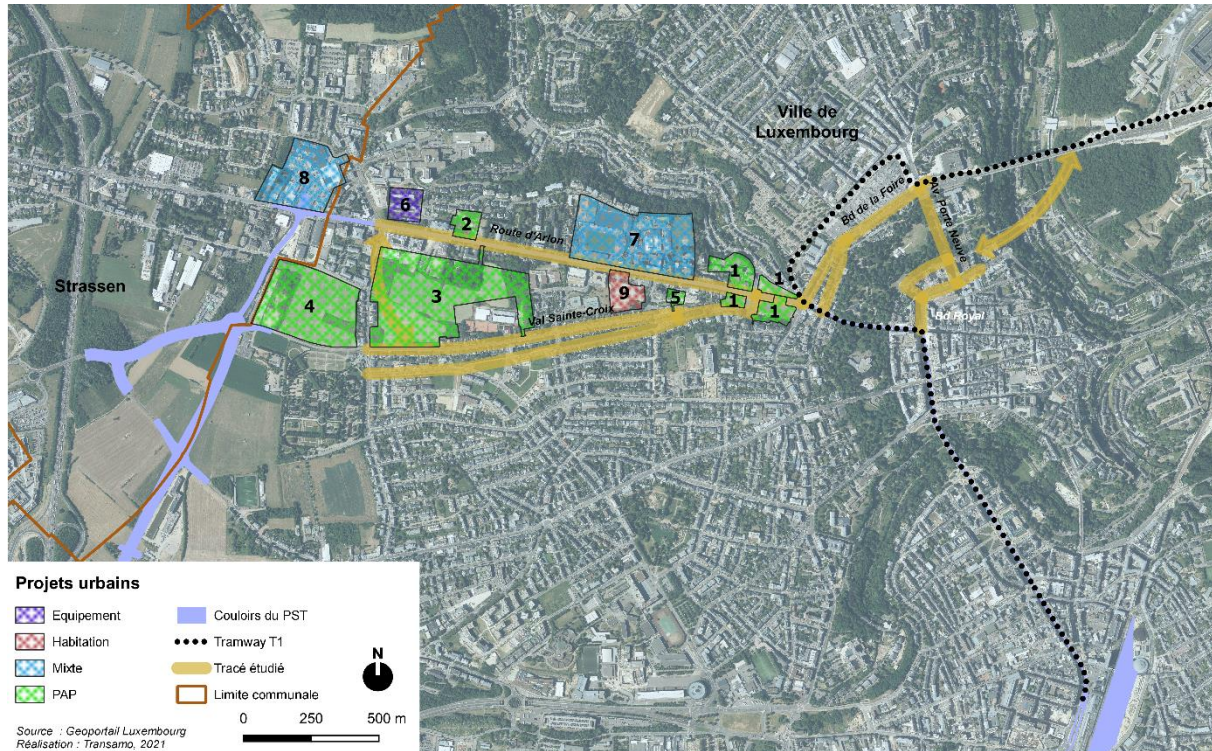 Ville de
Luxembourg
8
6
2
Route d'Arlon
7
Bd de la Foire
Av. Porte Neuve
Strassen
4
3
9
5
1
1
1
1
Val Sainte-Croix
Bd Royal
Projets urbains
Equipement
Habitation
Mixte
PAP
Couloirs du PST
Tramway T1
Tracé étudié
Limite communale
N
0 250 500 m
Source : Geoportail Luxembourg
Réalisation : Transamo, 2021